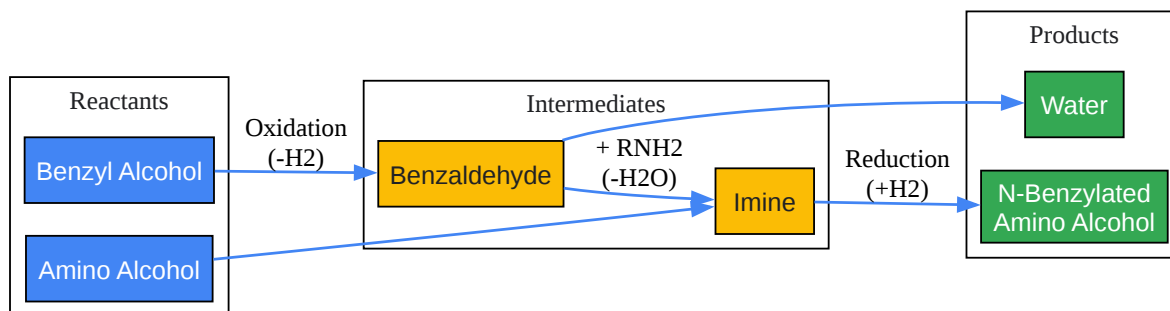 Reactants
Benzyl Alcohol
Amino Alcohol
Oxidation
(-H2)
Intermediates
Benzaldehyde
+ RNH2
(-H2O)
Imine
Reduction
(+H2)
Products
Water
N-Benzylated
Amino Alcohol